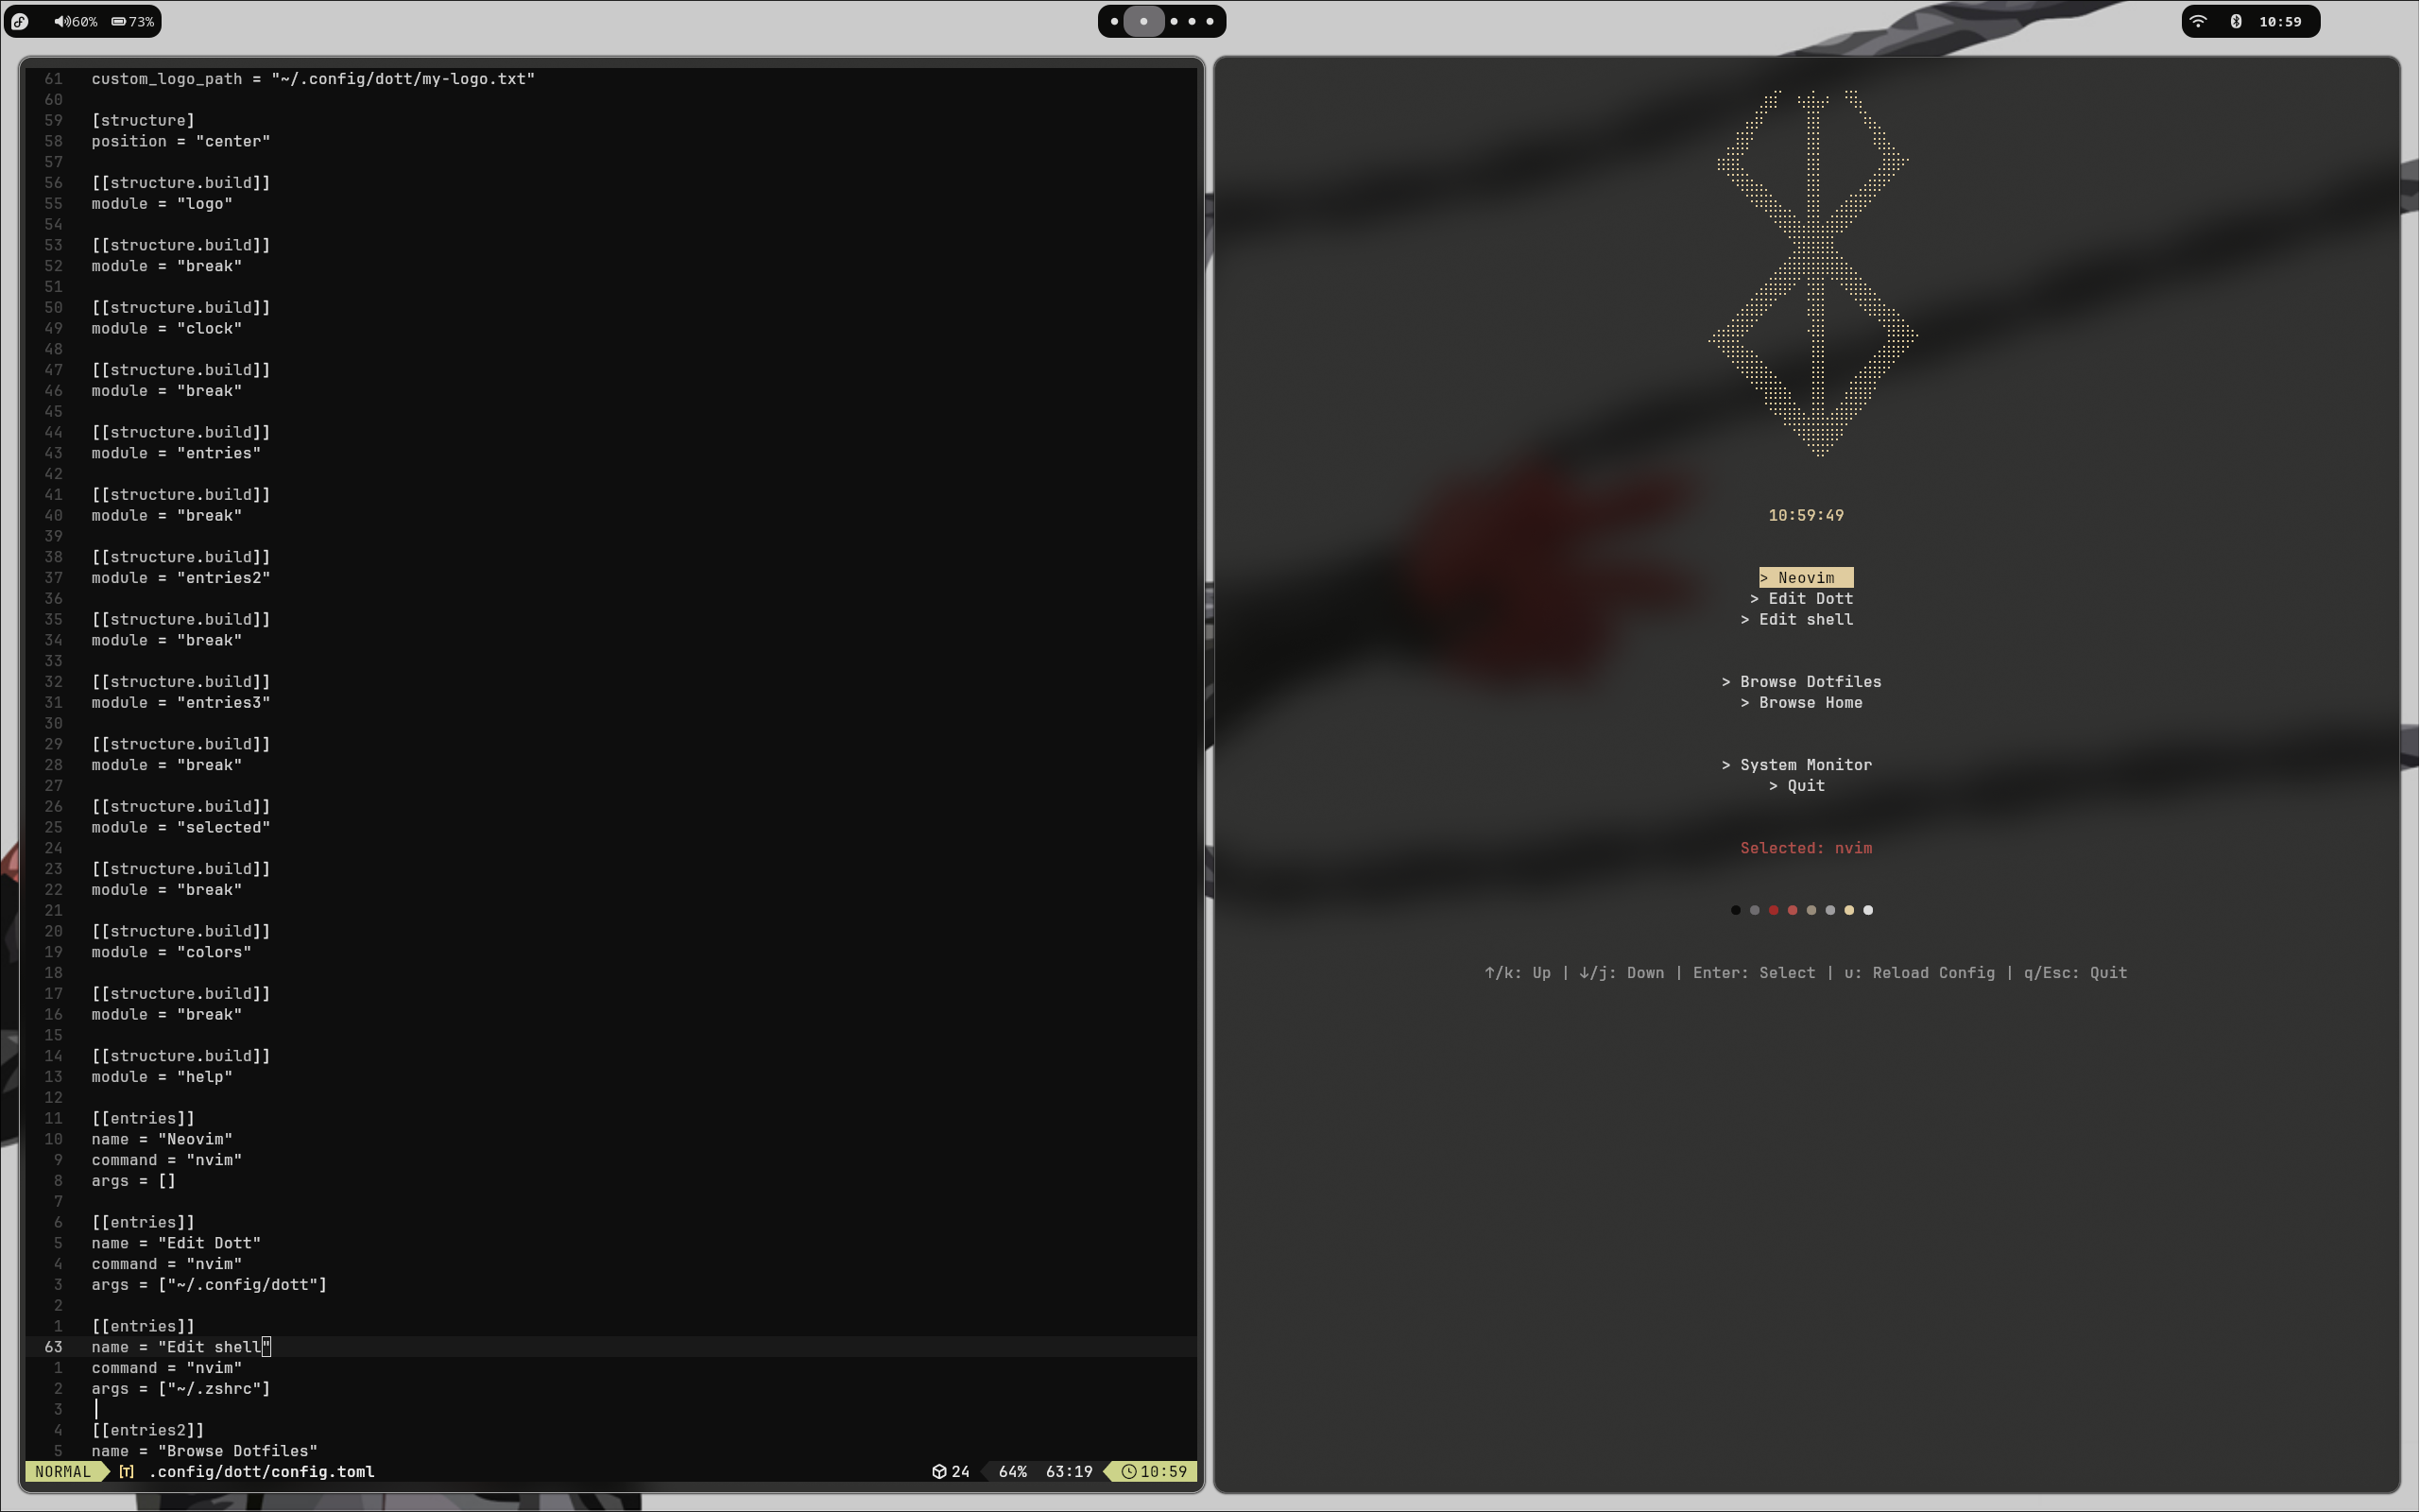 60% 73%
10:59
61 custom_logo_path = "~/.config/dott/my-logo.txt"
60
59 [structure]
58 position = "center"
57
56 [[structure.build]]
55 module = "logo"
54
53 [[structure.build]]
52 module = "break"
51
50 [[structure.build]]
49 module = "clock"
48
47 [[structure.build]]
46 module = "break"
45
44 [[structure.build]]
43 module = "entries"
42
41 [[structure.build]]
40 module = "break"
39
38 [[structure.build]]
37 module = "entries2"
36
35 [[structure.build]]
34 module = "break"
33
32 [[structure.build]]
31 module = "entries3"
30
29 [[structure.build]]
28 module = "break"
27
26 [[structure.build]]
25 module = "selected"
24
23 [[structure.build]]
22 module = "break"
21
20 [[structure.build]]
19 module = "colors"
18
17 [[structure.build]]
16 module = "break"
15
14 [[structure.build]]
13 module = "help"
12
11 [[entries]]
10 name = "Neovim"
9 command = "nvim"
8 args = []
7
6 [[entries]]
5 name = "Edit Dott"
4 command = "nvim"
3 args = ["~/.config/dott"]
2
1 [[entries]]
63 name = "Edit shell"
1 command = "nvim"
2 args = ["~/.zshrc"]
3
4 [[entries2]]
5 name = "Browse Dotfiles"
NORMAL [T] .config/dott/config.toml 24 64% 63:19 10:59
10:59:49
> Neovim
> Edit Dott
> Edit shell
> Browse Dotfiles
> Browse Home
> System Monitor
> Quit
Selected: nvim
↑/k: Up | ↓/j: Down | Enter: Select | u: Reload Config | q/Esc: Quit